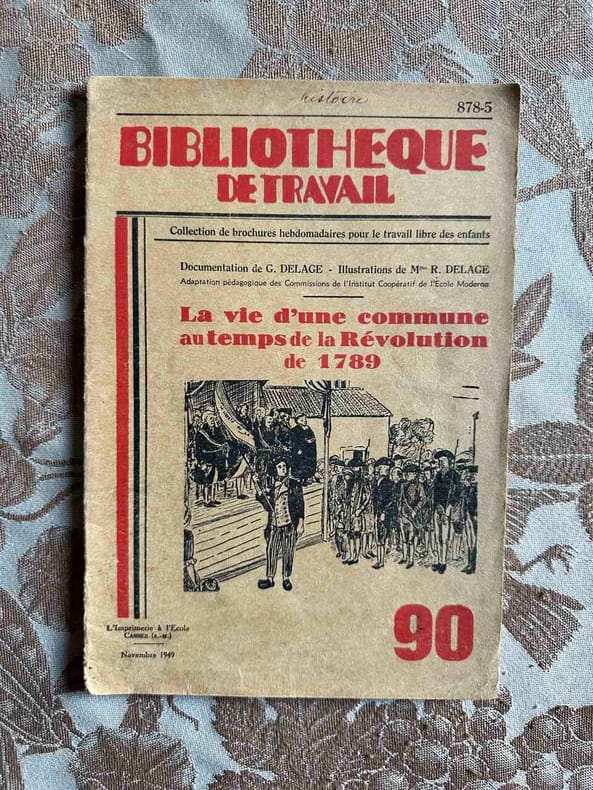 histoire
878-5
BIBLIOTHEQUE
DE TRAVAIL
Collection de brochures hebdomadaires pour le travail libre des enfants
Documentation de G. DELAGE - Illustrations de Mme R. DELAGE
Adaptation pédagogique des Commissions de l'Institut Coopératif de l'Ecole Moderne
La vie d'une commune
au temps de la Révolution
de 1789
L'Imprimerie à l'Ecole
CANNES (A.-M.)
Novembre 1949
90